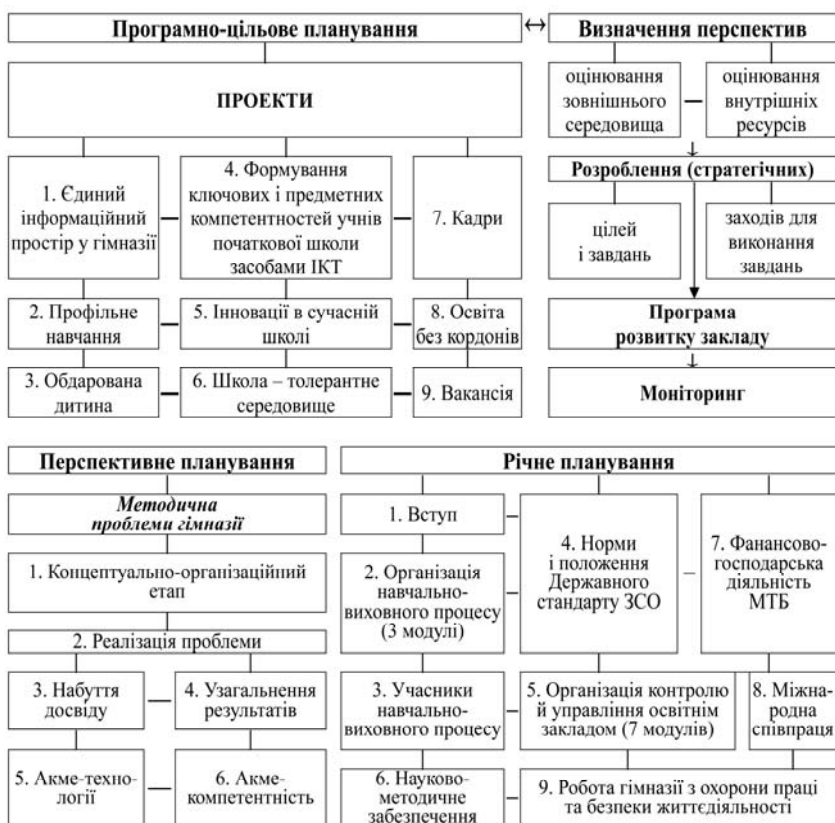 Програмно-цільове планування
↔
Визначення перспектив
ПРОЕКТИ
оцінювання
зовнішнього
середовища
оцінювання
внутрішніх
ресурсів
1. Єдиний
інформаційний
простір у гімназії
4. Формування
ключових і предметних
компетентностей учнів
початкової школи
засобами ІКТ
7. Кадри
Розроблення (стратегічних)
цілей
і завдань
заходів для
виконання
завдань
2. Профільне
навчання
5. Інновації в сучасній
школі
8. Освіта
без кордонів
Програма
розвитку закладу
3. Обдарована
дитина
6. Школа – толерантне
середовище
9. Вакансія
Моніторинг
Перспективне планування
Методична
проблеми гімназії
1. Концептуально-організаційний
етап
2. Реалізація проблеми
3. Набуття
досвіду
4. Узагальнення
результатів
5. Акме-техно-
логії
6. Акме-
компетентність
Річне планування
1. Вступ
2. Організація
навчально-
виховного процесу
(3 модулі)
4. Норми
і положення
Державного
стандарту ЗСО
7. Фанансово-
господарська
діяльність
МТБ
3. Учасники
навчально-
виховного процесу
5. Організація контролю
й управління освітнім
закладом (7 модулів)
8. Міжна-
родна
співпраця
6. Науково-
методичне
забезпечення
9. Робота гімназії з охорони праці
та безпеки життєдіяльності